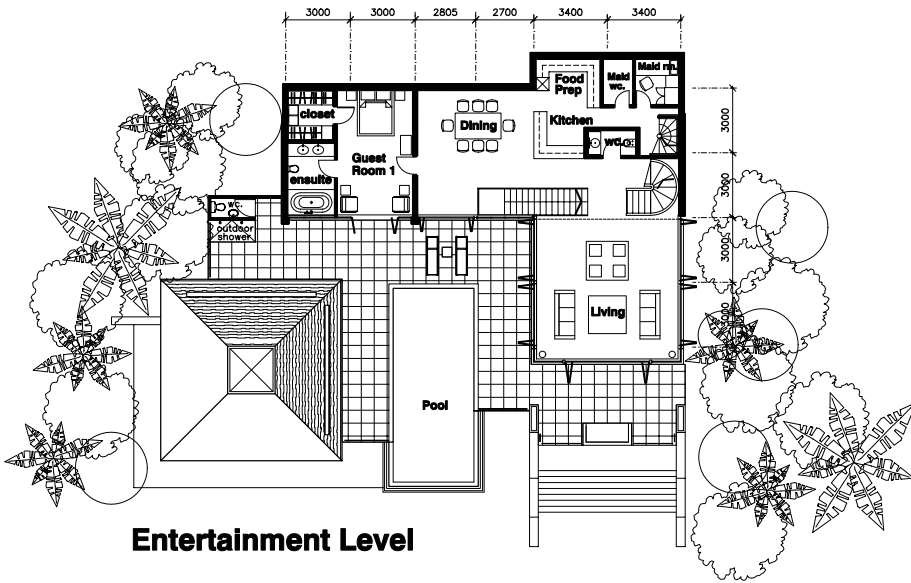 3000 3000 2805 2700 3400 3400
Maid rm.
Food
Prep
Maid
wc.
closet
3000
Dining
Kitchen
wc.
Guest
Room 1
ensuite
3000
wc.
outdoor
shower
3000
Living
3000
Pool
Entertainment Level